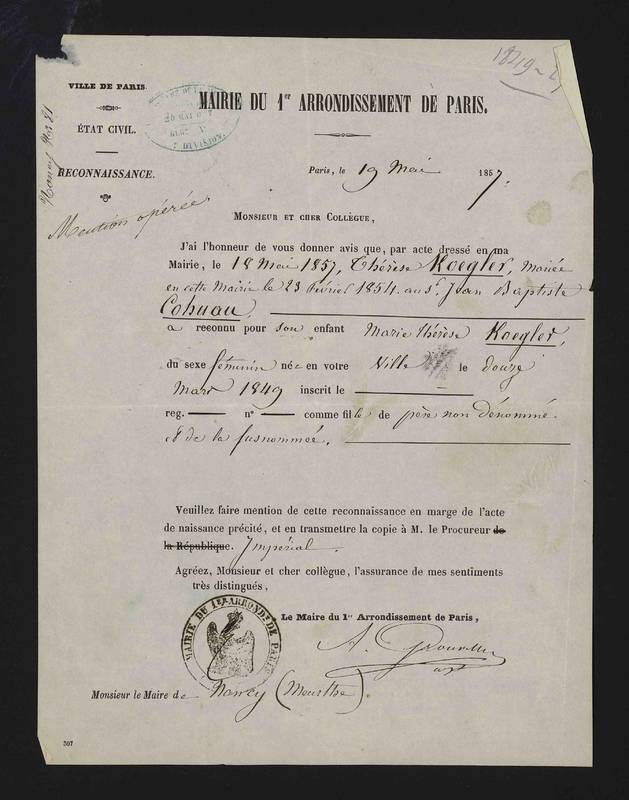 VILLE DE PARIS.
ÉTAT CIVIL.
RECONNAISSANCE.
Mention opérée
MAIRIE DU 1er ARRONDISSEMENT DE PARIS.
Paris, le 19 Mai 1857.
MONSIEUR ET CHER COLLÈGUE,
J'ai l'honneur de vous donner avis que, par acte dressé en ma
Mairie, le 18 Mai 1857, Thérèse Koegler, Mariée
en cette Mairie le 23 Février 1854 au Sr. Jean Baptiste
Cohuau
a reconnu pour son enfant Marie Thérèse Koegler,
du sexe féminin née en votre Ville le douze
Mars 1849 inscrit le
reg. n° comme fille de père non dénommé
et de la susnommée.
Veuillez faire mention de cette reconnaissance en marge de l'acte
de naissance précité, et en transmettre la copie à M. le Procureur de
la République. Impérial.
Agréez, Monsieur et cher collègue, l'assurance de mes sentiments
très distingués,
Le Maire du 1er Arrondissement de Paris,
MAIRIE DU 1er ARRONDt DE PARIS
Monsieur le Maire de Nancy (Meurthe).
307